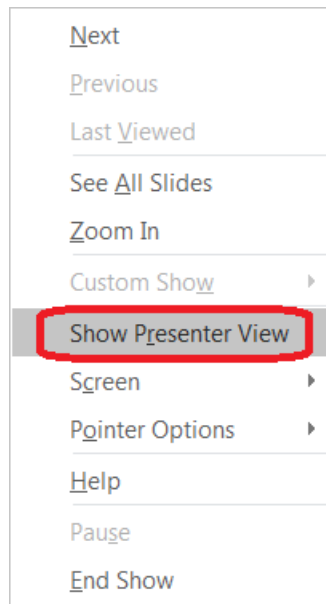 Next
Previous
Last Viewed
See All Slides
Zoom In
Custom Show
Show Presenter View
Screen
Pointer Options
Help
Pause
End Show